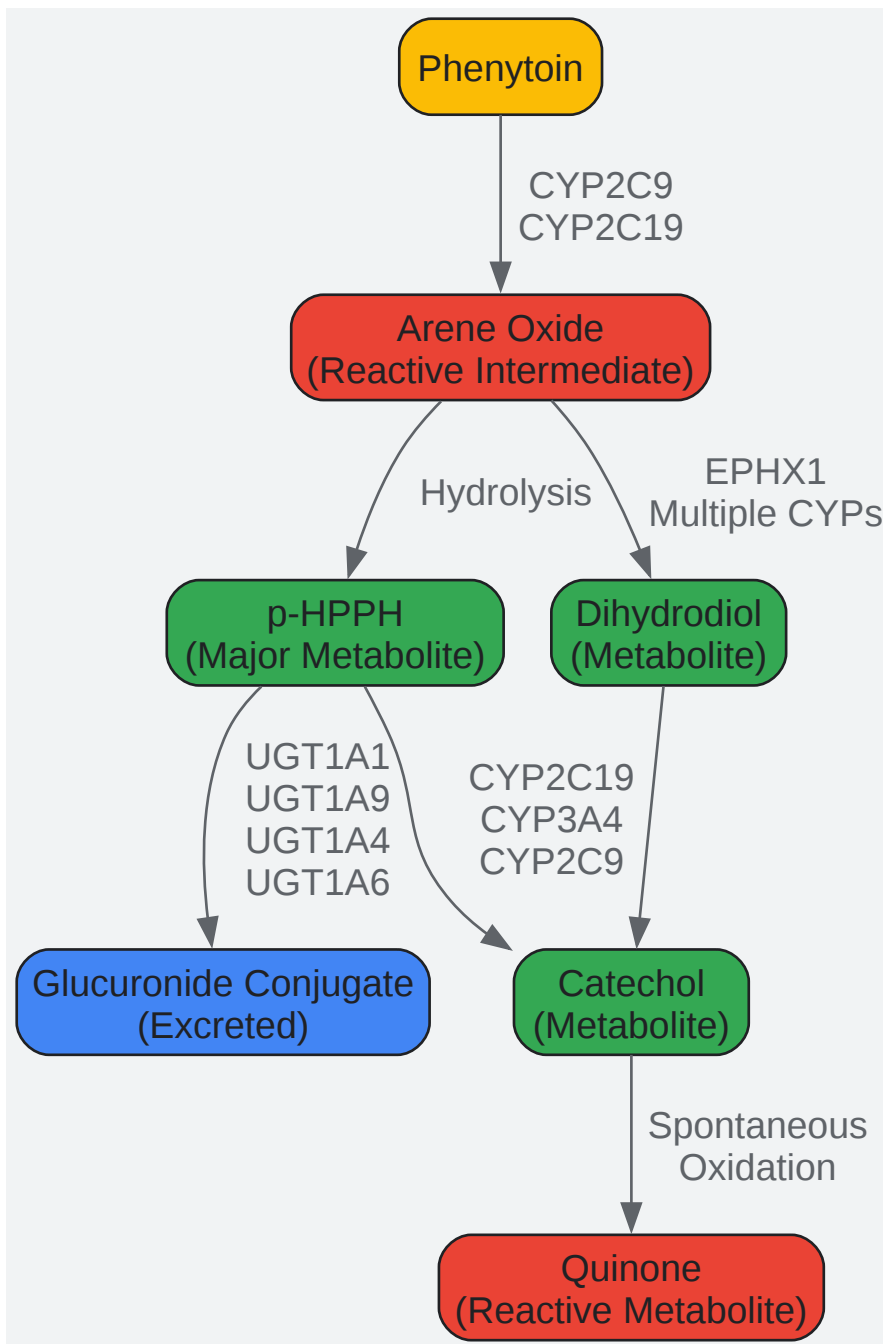 Phenytoin
CYP2C9
CYP2C19
Arene Oxide
(Reactive Intermediate)
Hydrolysis
EPHX1
Multiple CYPs
p-HPPH
(Major Metabolite)
Dihydrodiol
(Metabolite)
UGT1A1
UGT1A9
UGT1A4
UGT1A6
CYP2C19
CYP3A4
CYP2C9
Glucuronide Conjugate
(Excreted)
Catechol
(Metabolite)
Spontaneous
Oxidation
Quinone
(Reactive Metabolite)